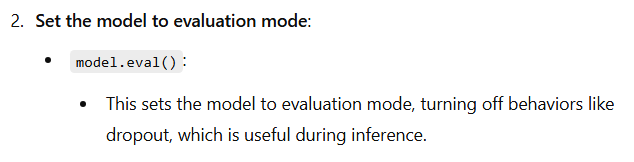 2. Set the model to evaluation mode:
• model.eval():
• This sets the model to evaluation mode, turning off behaviors like
dropout, which is useful during inference.